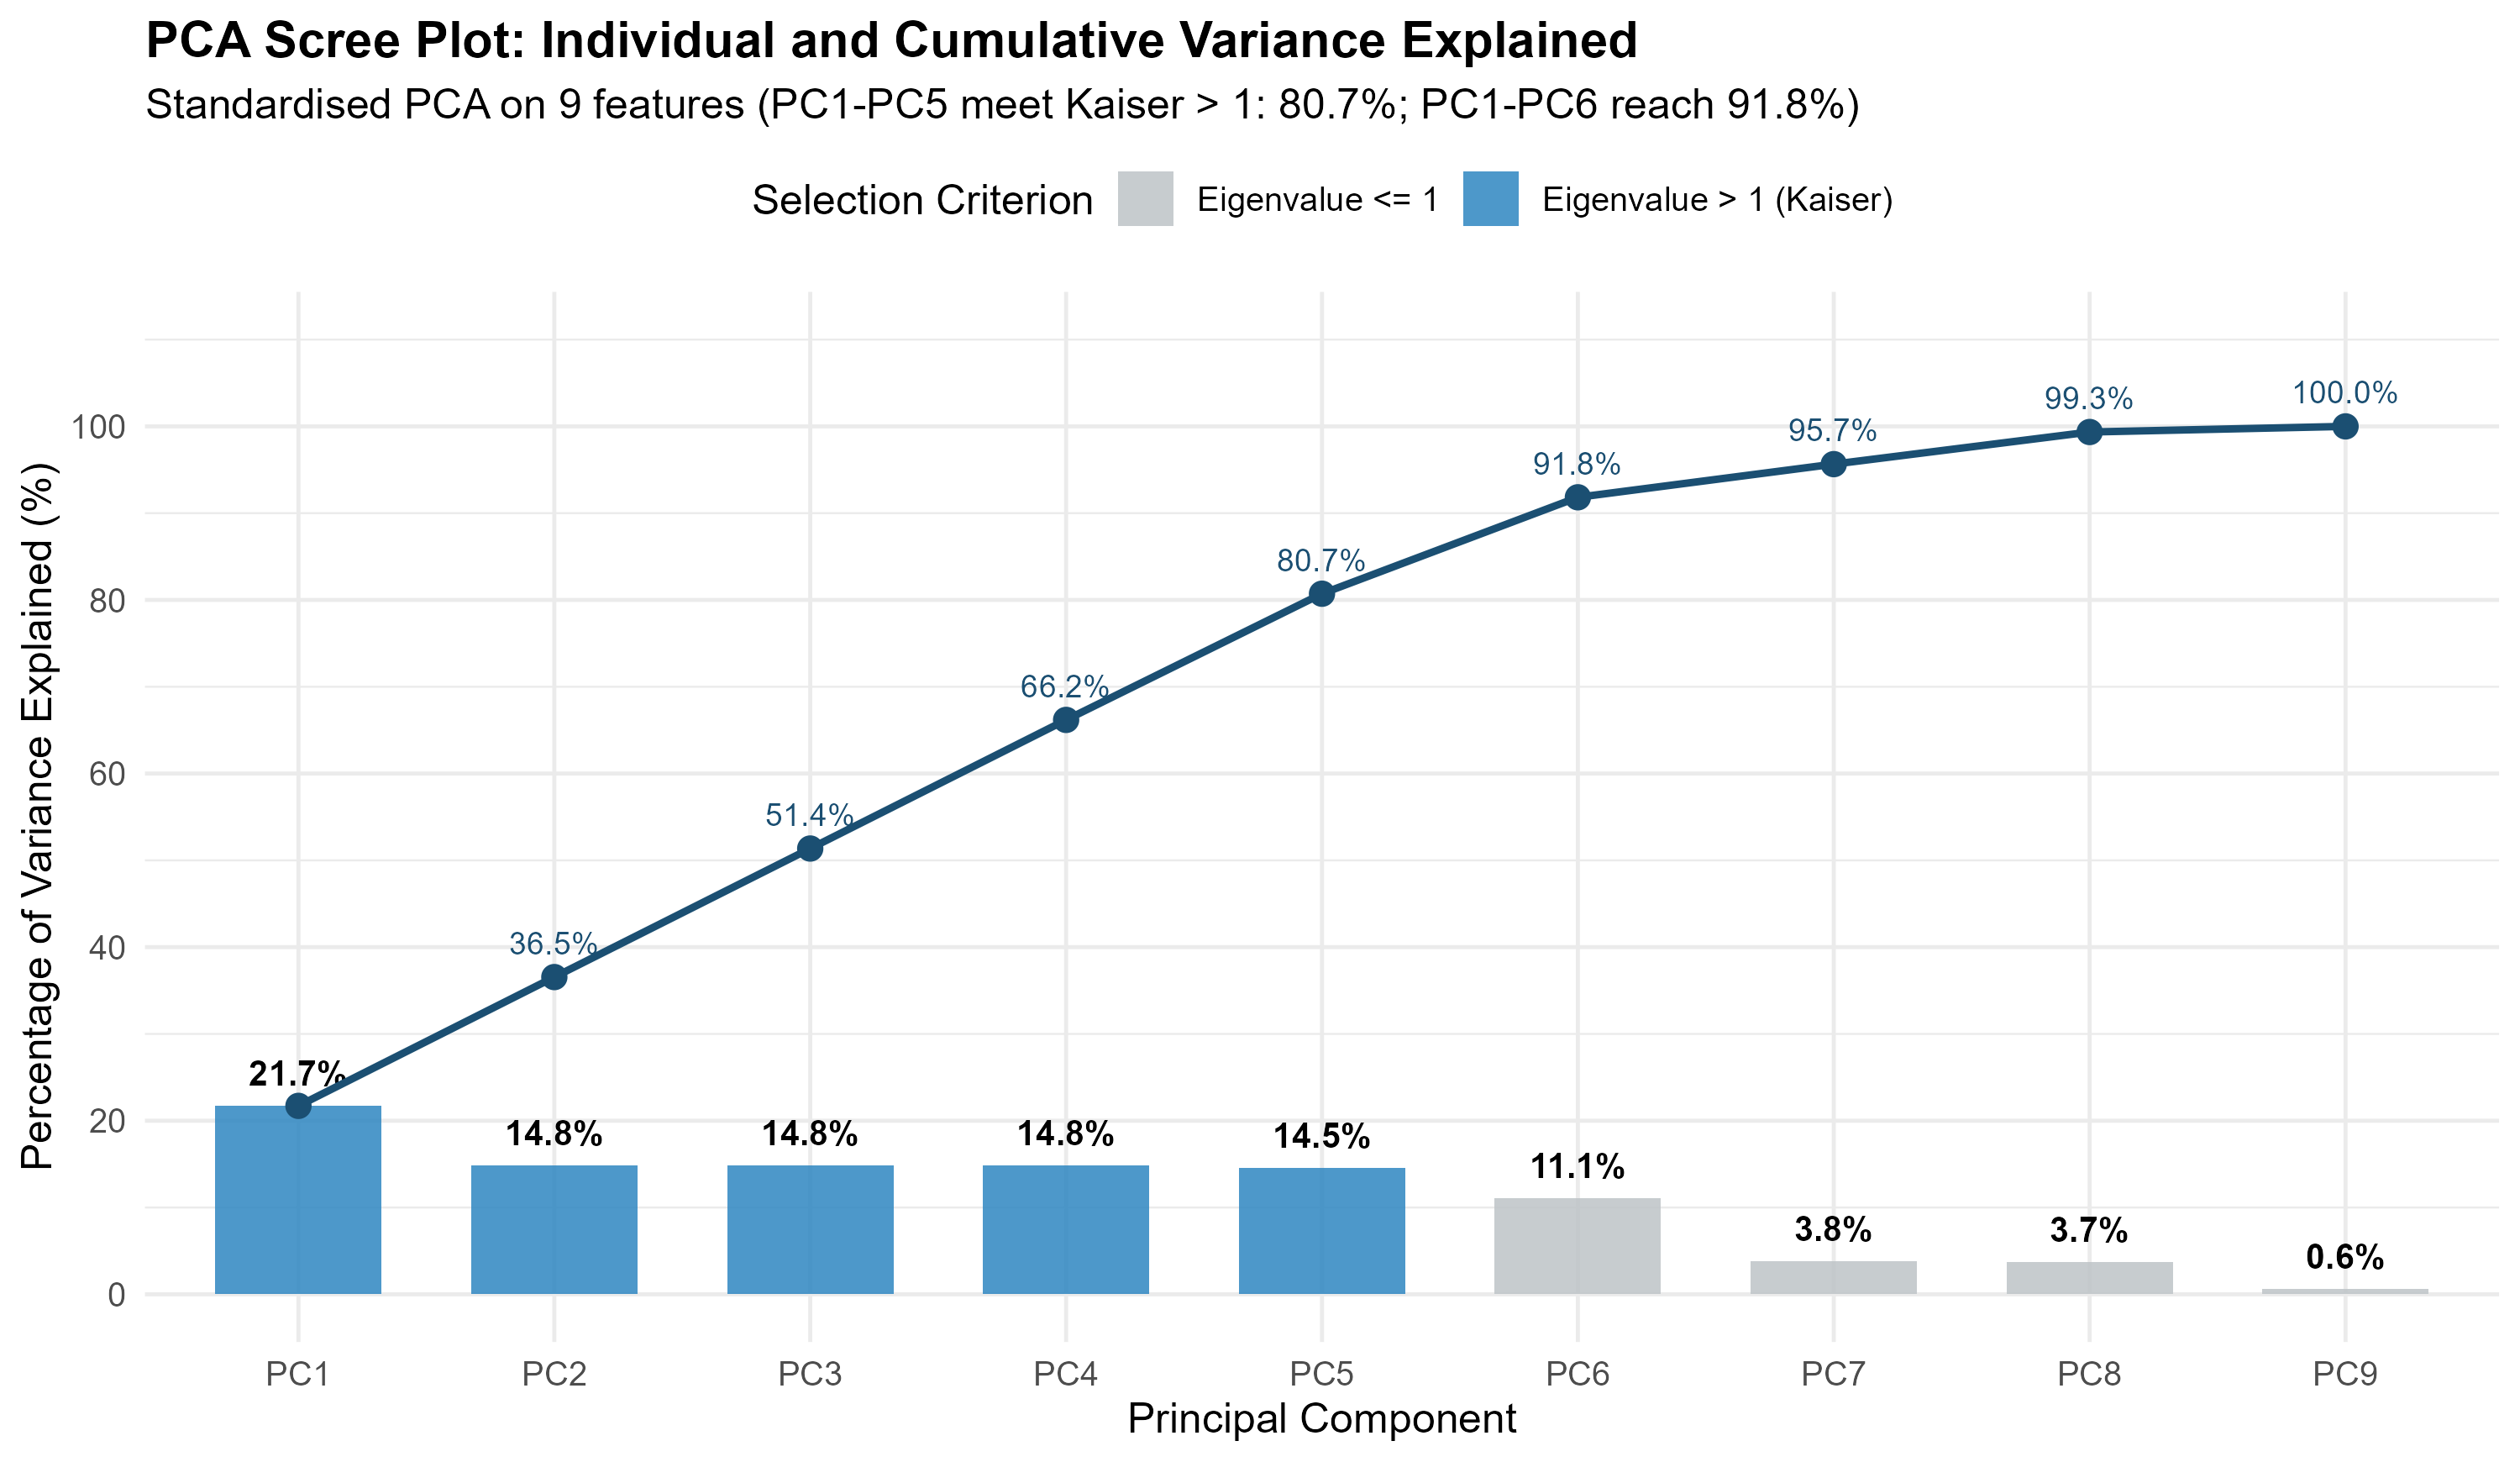 PCA Scree Plot: Individual and Cumulative Variance Explained
Standardised PCA on 9 features (PC1-PC5 meet Kaiser > 1: 80.7%; PC1-PC6 reach 91.8%)
Selection Criterion
Eigenvalue <= 1
Eigenvalue > 1 (Kaiser)
Percentage of Variance Explained (%)
100
80
60
40
20
0
21.7%
36.5%
51.4%
66.2%
80.7%
91.8%
95.7%
99.3%
100.0%
14.8%
14.8%
14.8%
14.5%
11.1%
3.8%
3.7%
0.6%
PC1
PC2
PC3
PC4
PC5
PC6
PC7
PC8
PC9
Principal Component